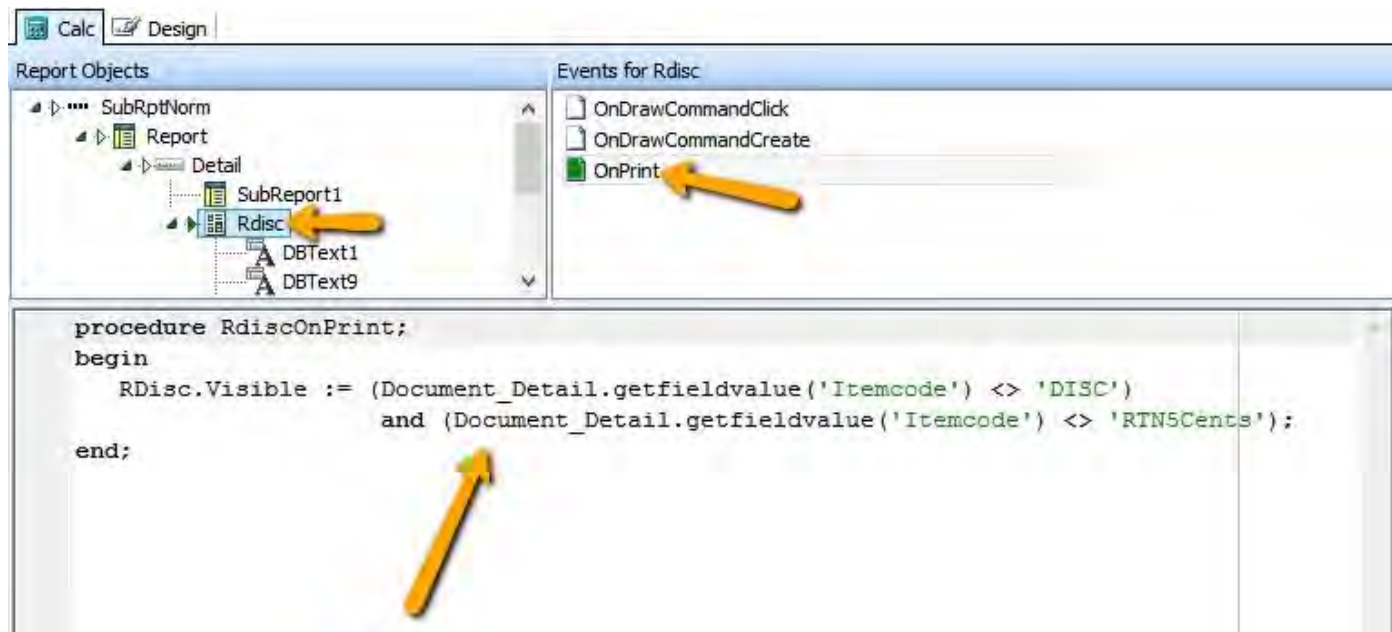 Calc Design
Report Objects
SubRptNorm
Report
Detail
SubReport1
Rdisc
DBText1
DBText9
Events for Rdisc
OnDrawCommandClick
OnDrawCommandCreate
OnPrint
procedure RdiscOnPrint;
begin
RDisc.Visible := (Document_Detail.getfieldvalue('Itemcode') <> 'DISC')
and (Document_Detail.getfieldvalue('Itemcode') <> 'RTN5Cents');
end;